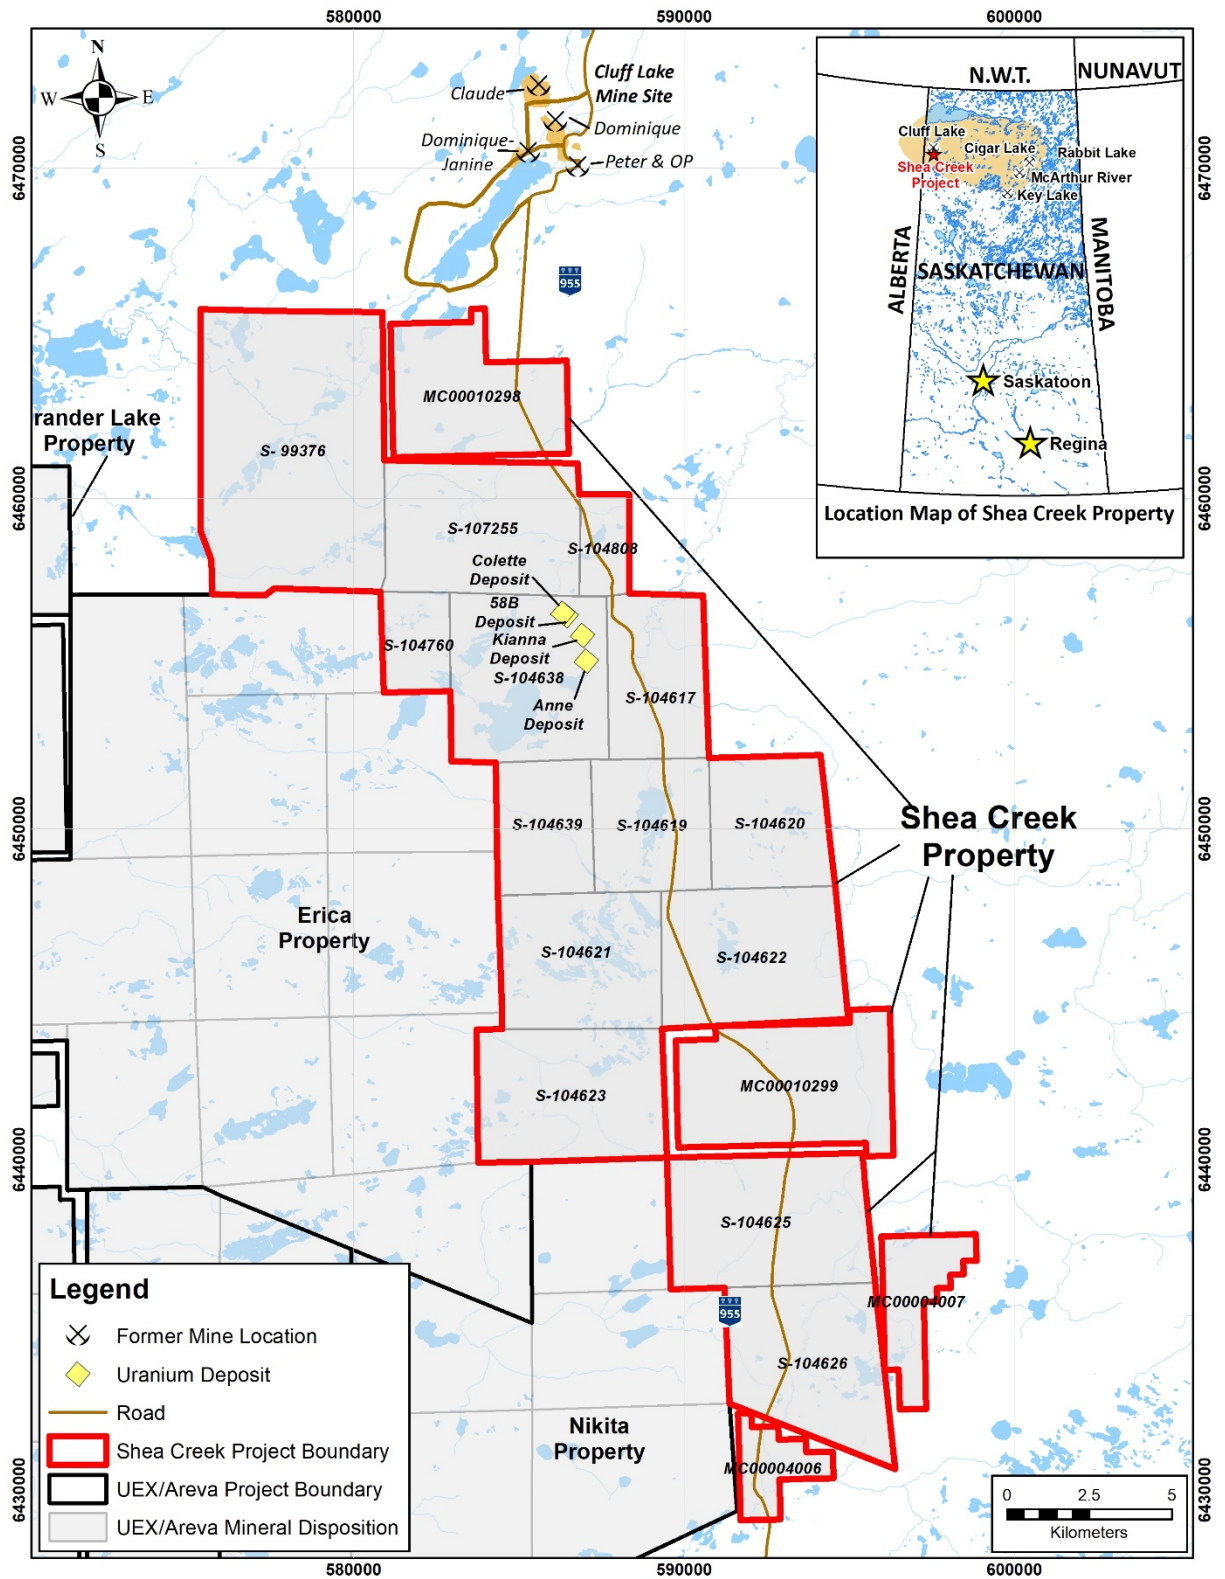 580000
590000
600000
N
W
E
S
6470000
6470000
Claude
Cluff Lake
Mine Site
Dominique
Dominique-
Janine
Peter & OP
955
N.W.T.
NUNAVUT
Cluff Lake
Cigar Lake
Rabbit Lake
Shea Creek
Project
McArthur River
Key Lake
ALBERTA
SASKATCHEWAN
MANITOBA
Saskatoon
Regina
Location Map of Shea Creek Property
MC00010298
rander Lake
Property
S- 99376
6460000
6460000
S-107255
S-104808
Colette
Deposit
58B
Deposit
Kianna
Deposit
S-104760
S-104638
S-104617
Anne
Deposit
6450000
6450000
Shea Creek
Property
S-104639
S-104619
S-104620
Erica
Property
S-104621
S-104622
MC00010299
S-104623
6440000
6440000
S-104625
MC00004007
955
S-104626
Nikita
Property
MC00004006
6430000
6430000
Legend
Former Mine Location
Uranium Deposit
Road
Shea Creek Project Boundary
UEX/Areva Project Boundary
UEX/Areva Mineral Disposition
0 2.5 5
Kilometers
580000
590000
600000